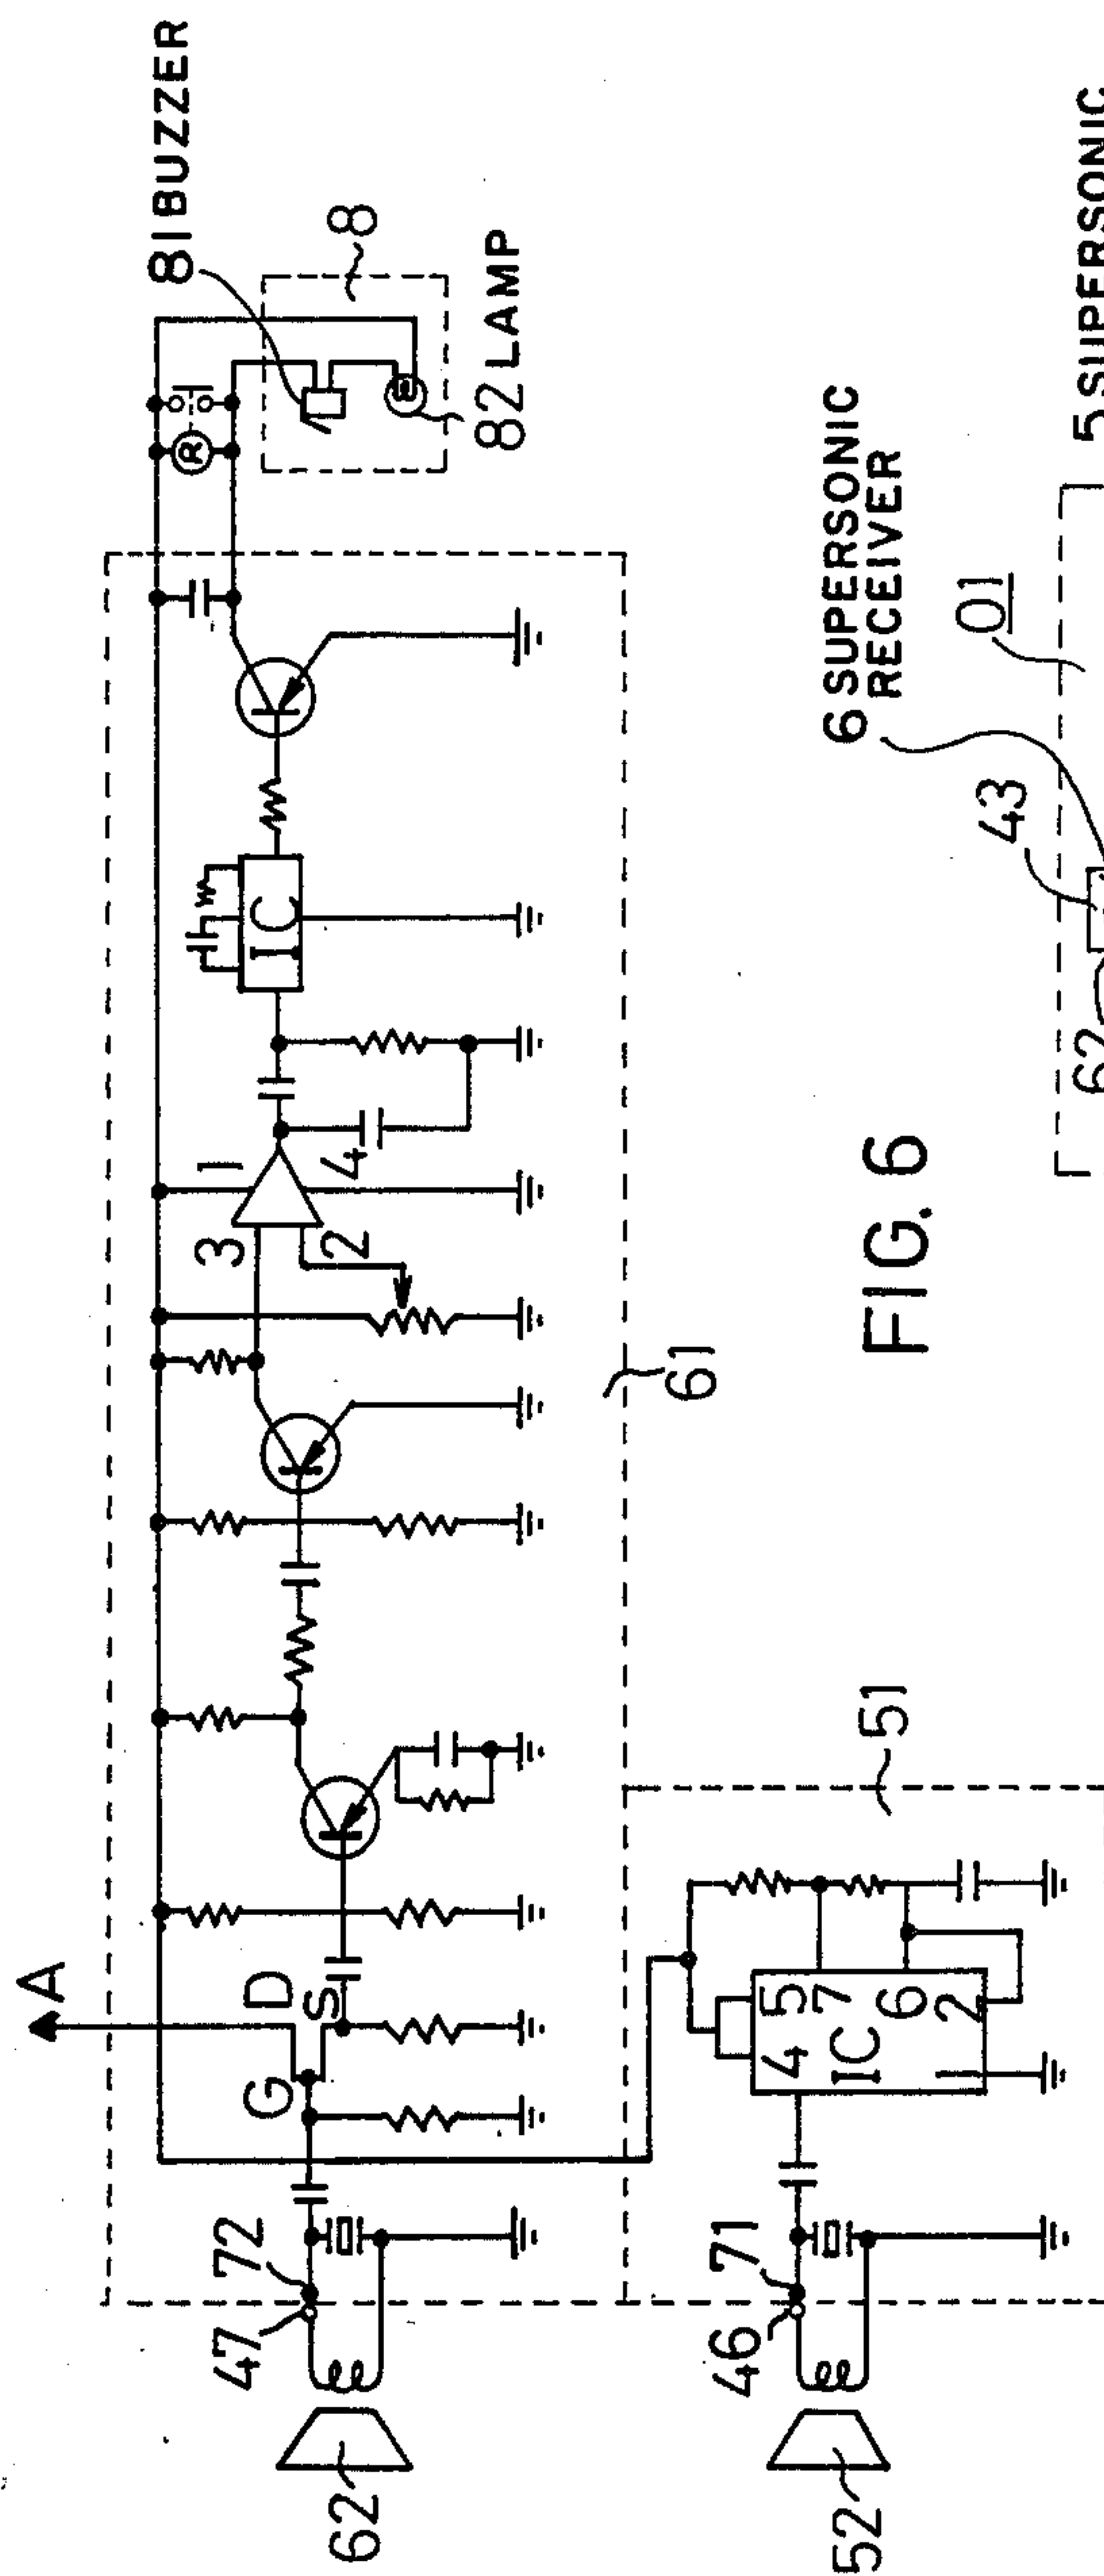 A
81 BUZZER
R
8
82 LAMP
IC
1
3
4
2
D
S
G
61
47
72
62
51
5
7
6
2
4
IC
1
46
71
52
FIG. 6
6 SUPERSONIC
RECEIVER
01
43
62
5 SUPERSONIC